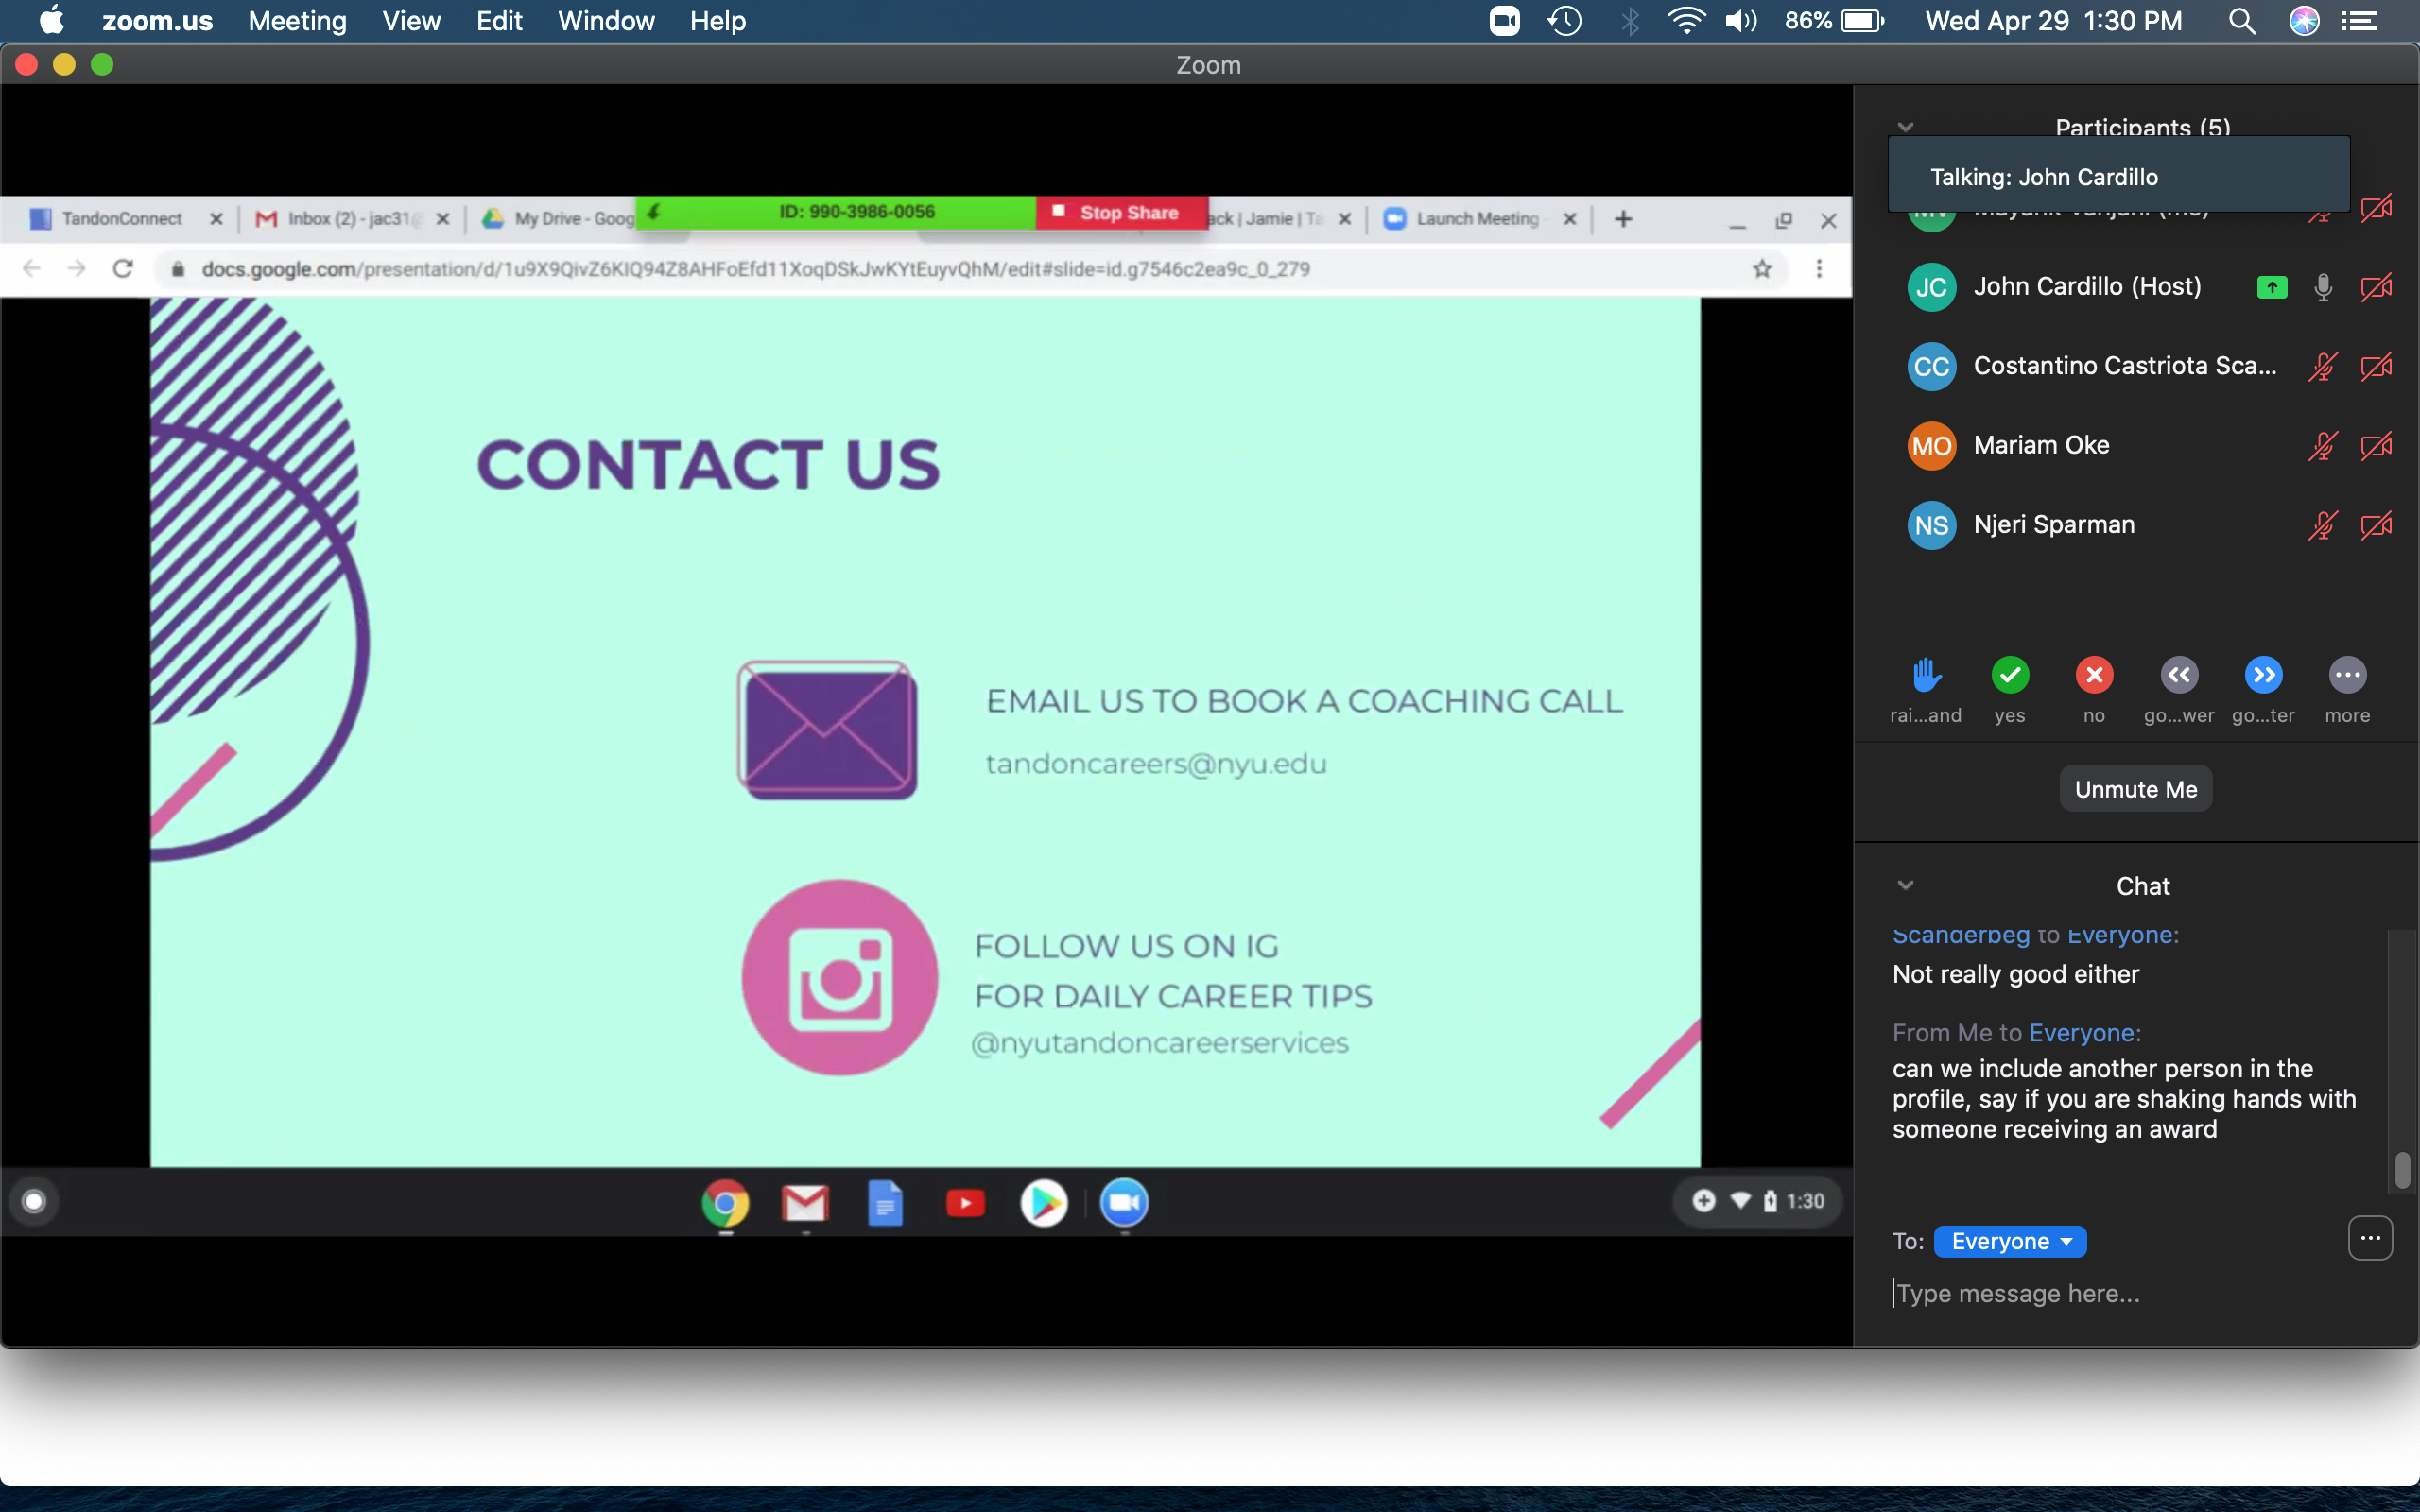 zoom.us Meeting View Edit Window Help 86% Wed Apr 29 1:30 PM
Zoom
TandonConnect Inbox (2) - jac31@ My Drive - Goog ID: 990-3986-0056 Stop Share ack | Jamie | Ta Launch Meeting
docs.google.com/presentation/d/1u9X9QivZ6KIQ94Z8AHFoEfd11XoqDSkJwKYtEuyvQhM/edit#slide=id.g7546c2ea9c_0_279
CONTACT US
EMAIL US TO BOOK A COACHING CALL
tandoncareers@nyu.edu
FOLLOW US ON IG
FOR DAILY CAREER TIPS
@nyutandoncareerservices
1:30
Participants (5)
Talking: John Cardillo
JC John Cardillo (Host)
CC Costantino Castriota Sca...
MO Mariam Oke
NS Njeri Sparman
rai...and yes no go...wer go...ter more
Unmute Me
Chat
Scanderbeg to Everyone:
Not really good either
From Me to Everyone:
can we include another person in the
profile, say if you are shaking hands with
someone receiving an award
To: Everyone
Type message here...